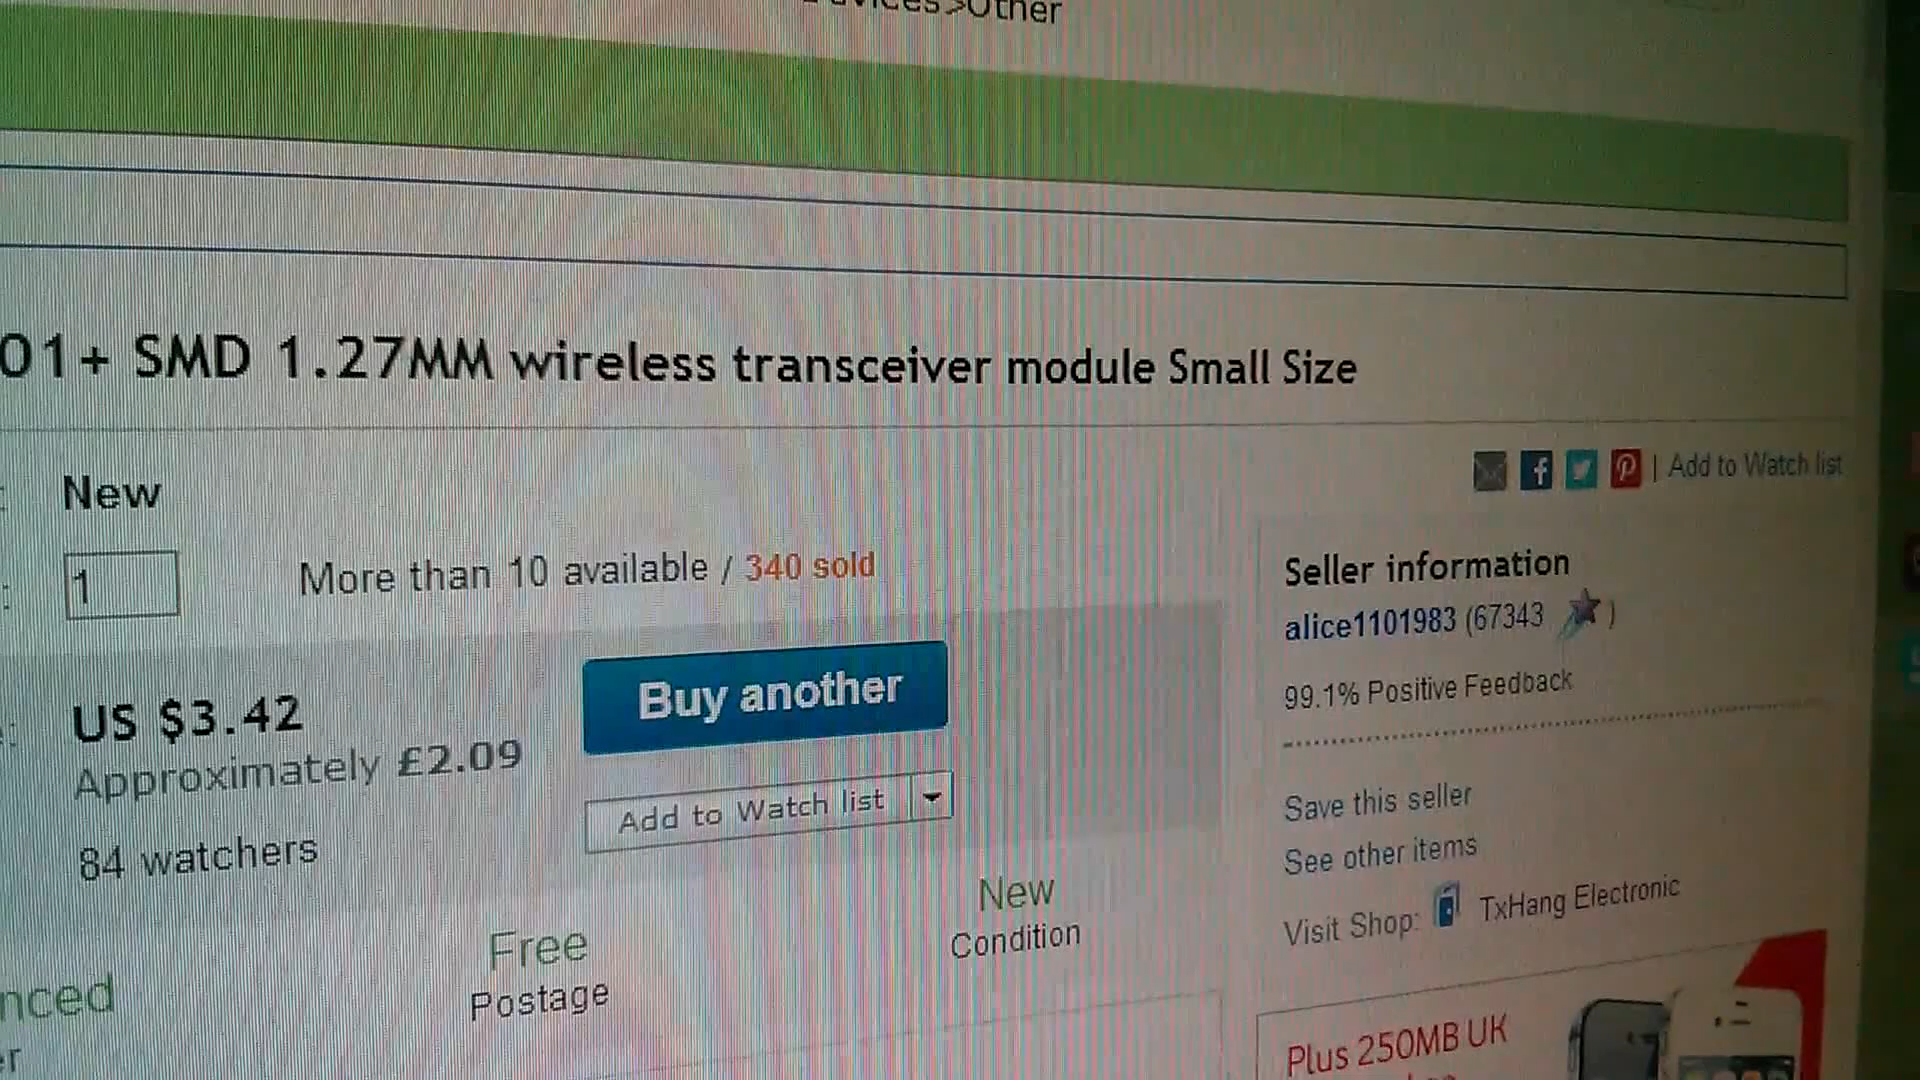 >Other
01+ SMD 1.27MM wireless transceiver module Small Size
| Add to Watch list
: New
: 1
More than 10 available / 340 sold
Seller information
alice1101983 (67343 )
99.1% Positive Feedback
US $3.42
Buy another
Approximately £2.09
Add to Watch list
84 watchers
Save this seller
See other items
Visit Shop: TxHang Electronic
nced
Free
Postage
New
Condition
er
Plus 250MB UK